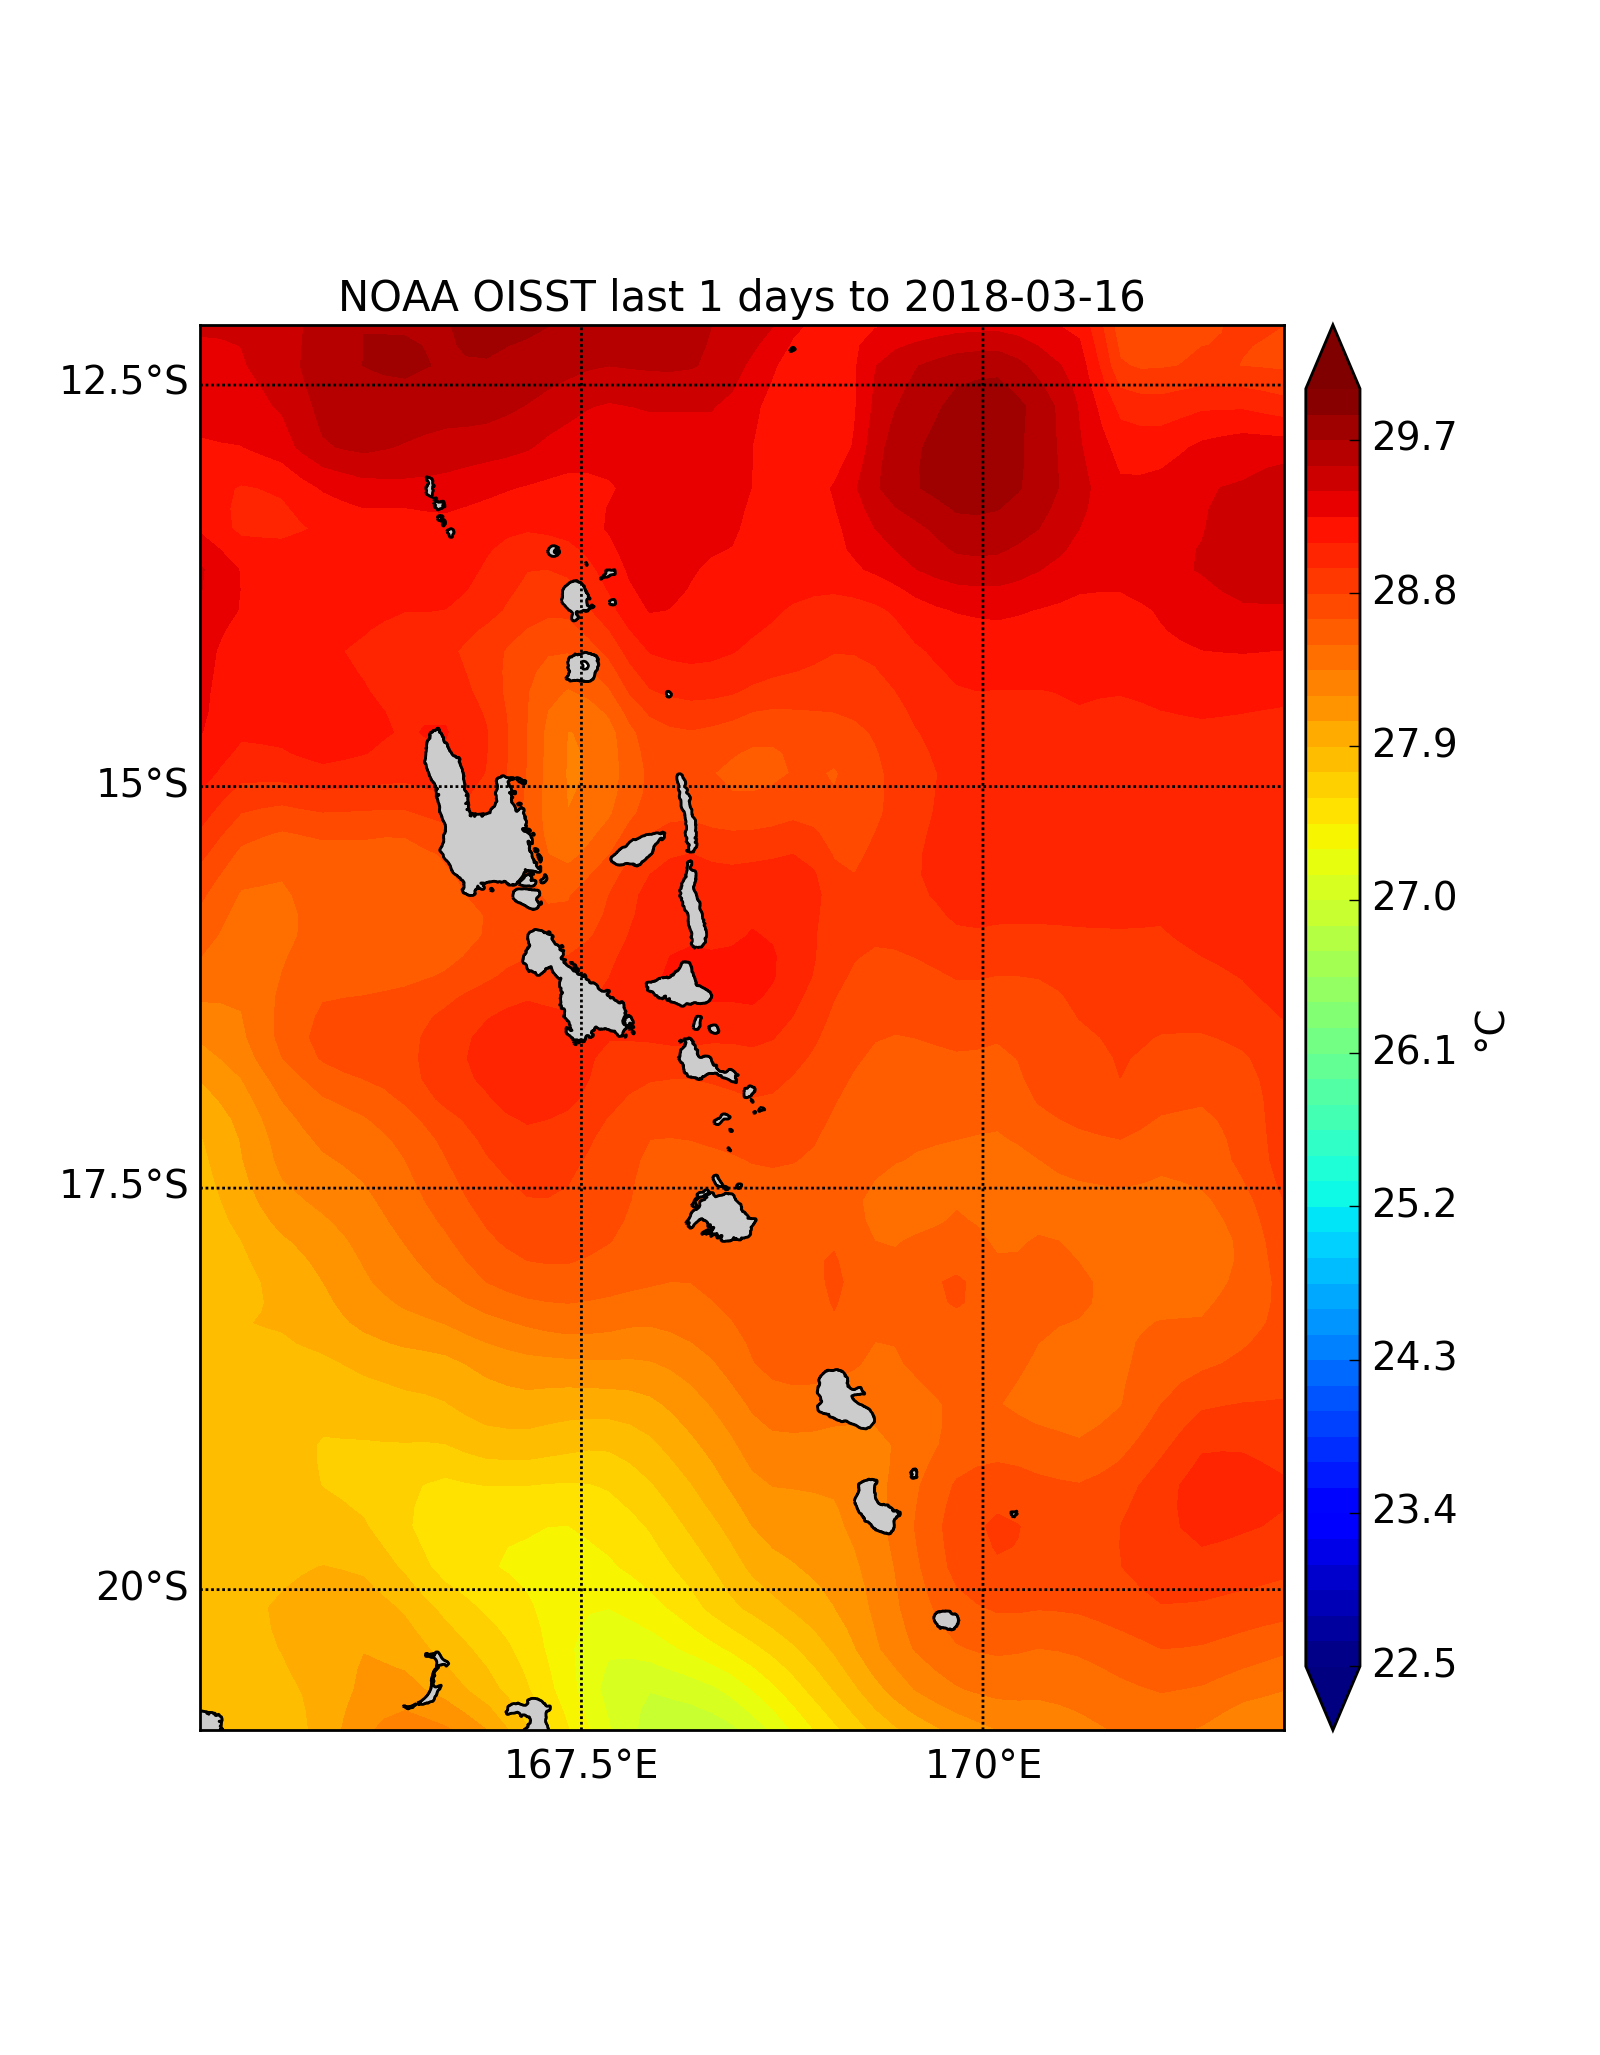 NOAA OISST last 1 days to 2018-03-16
12.5°S
15°S
17.5°S
20°S
167.5°E
170°E
29.7
28.8
27.9
27.0
26.1
25.2
24.3
23.4
22.5
°C